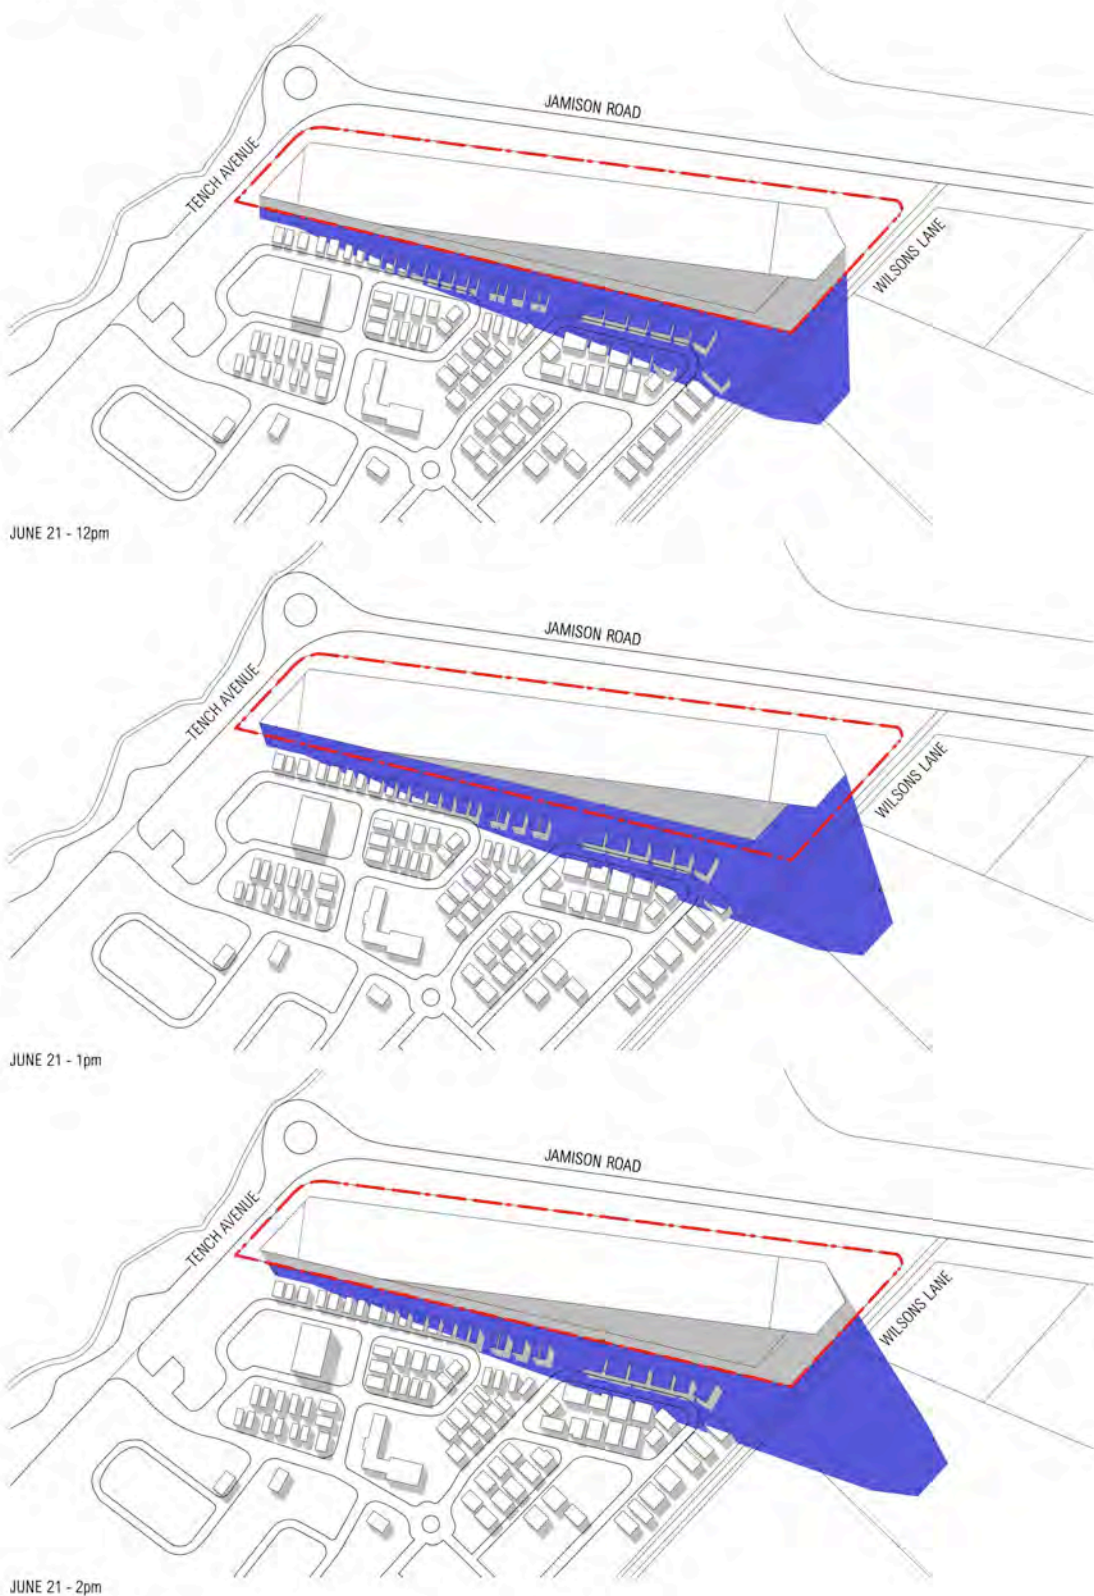 JAMISON ROAD
TENCH AVENUE
WILSONS LANE
JUNE 21 - 12pm
JAMISON ROAD
TENCH AVENUE
WILSONS LANE
JUNE 21 - 1pm
JAMISON ROAD
TENCH AVENUE
WILSONS LANE
JUNE 21 - 2pm